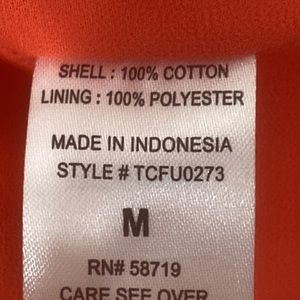 SHELL : 100% COTTON
LINING : 100% POLYESTER
MADE IN INDONESIA
STYLE # TCFU0273
M
RN# 58719
CARE SEE OVER